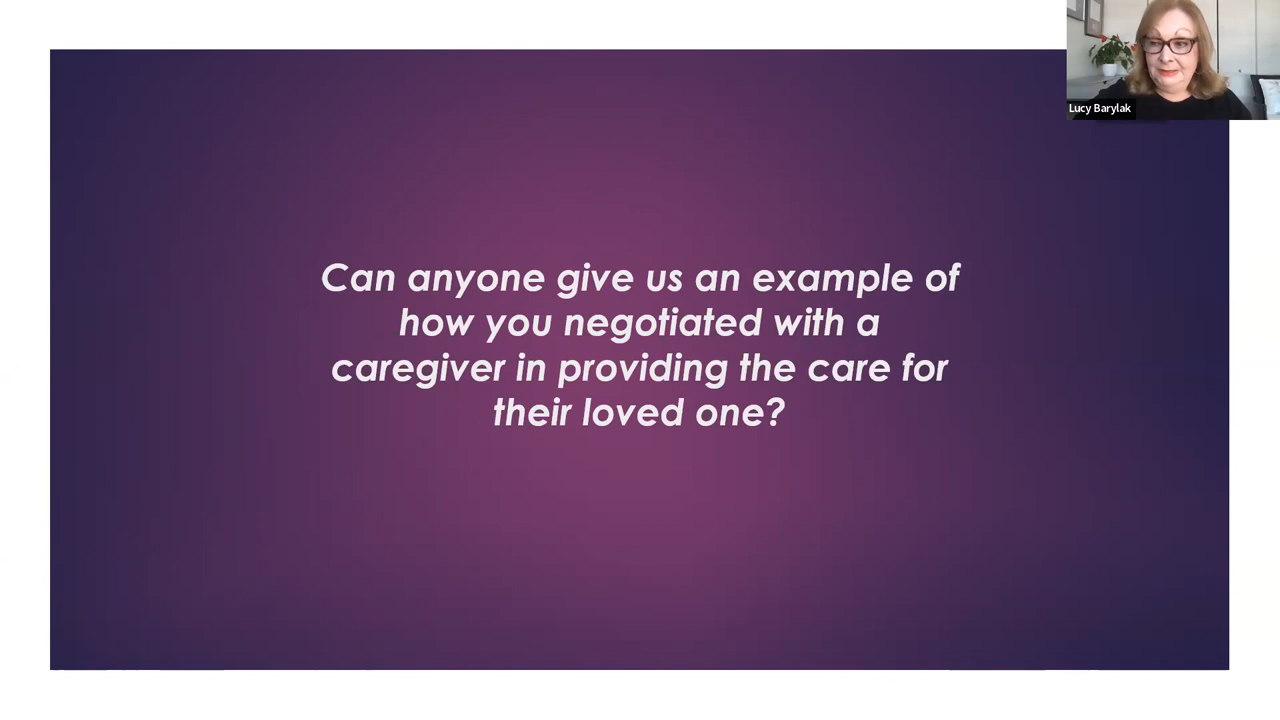 Lucy Barylak
Can anyone give us an example of
how you negotiated with a
caregiver in providing the care for
their loved one?